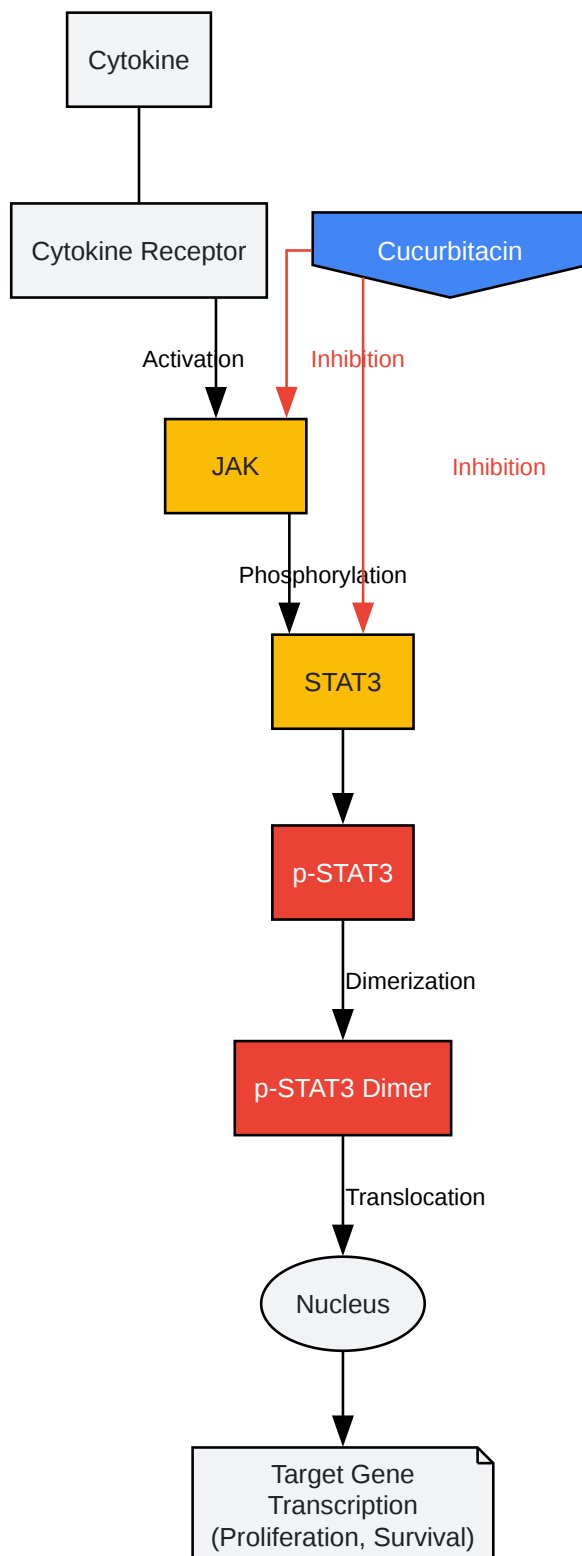 Cytokine
Cytokine Receptor
Cucurbitacin
Activation
Inhibition
JAK
Inhibition
Phosphorylation
STAT3
p-STAT3
Dimerization
p-STAT3 Dimer
Translocation
Nucleus
Target Gene
Transcription
(Proliferation, Survival)